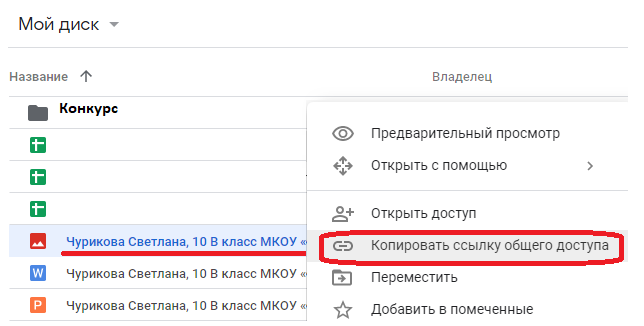 Мой диск
Название
Владелец
Конкурс
Предварительный просмотр
Открыть с помощью
Открыть доступ
Чурикова Светлана, 10 В класс МКОУ «
Копировать ссылку общего доступа
Чурикова Светлана, 10 В класс МКОУ «
Переместить
Чурикова Светлана, 10 В класс МКОУ «
Добавить в помеченные